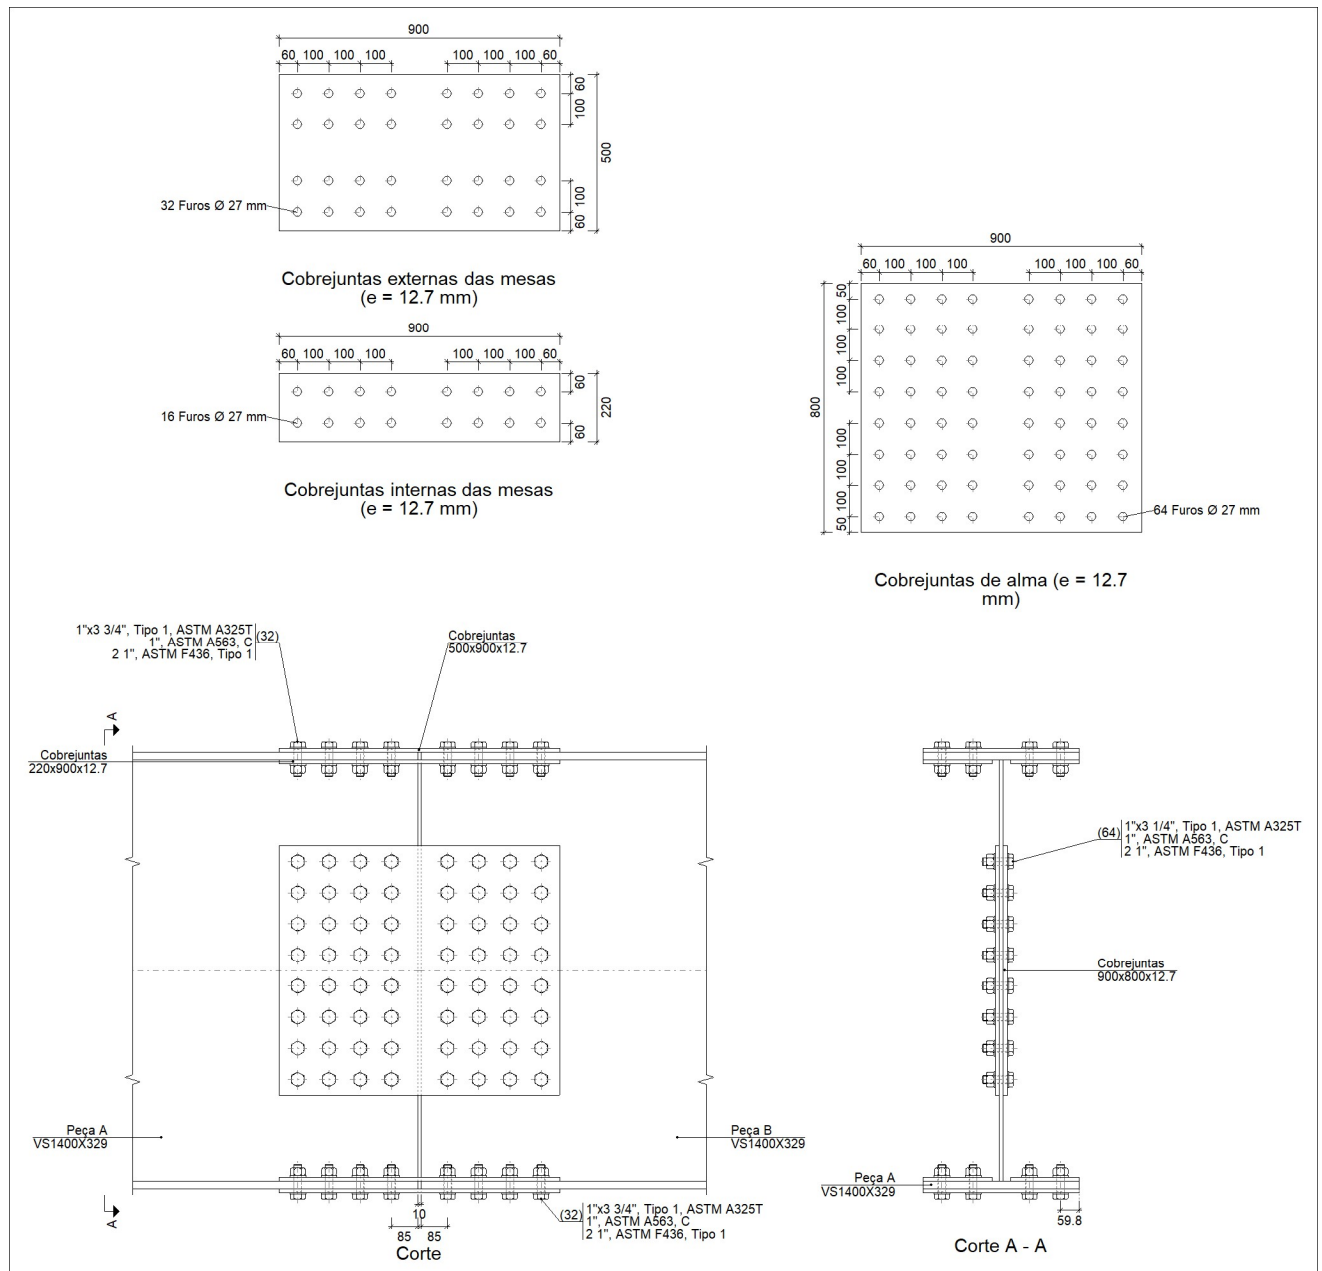 900
60 100 100 100 100 100 100 60
60
100
500
100
60
32 Furos Ø 27 mm
Cobrejuntas externas das mesas
(e = 12.7 mm)
900
60 100 100 100 100 100 100 60
60
220
60
16 Furos Ø 27 mm
Cobrejuntas internas das mesas
(e = 12.7 mm)
900
60 100 100 100 100 100 100 60
50
100
100
100
800
100
100
100
50
64 Furos Ø 27 mm
Cobrejuntas de alma (e = 12.7
mm)
1"x3 3/4", Tipo 1, ASTM A325T
1", ASTM A563, C
2 1", ASTM F436, Tipo 1
(32)
Cobrejuntas
500x900x12.7
A
Cobrejuntas
220x900x12.7
Peça A
VS1400X329
Peça B
VS1400X329
A
10
85 85
Corte
(32)
1"x3 3/4", Tipo 1, ASTM A325T
1", ASTM A563, C
2 1", ASTM F436, Tipo 1
(64)
1"x3 1/4", Tipo 1, ASTM A325T
1", ASTM A563, C
2 1", ASTM F436, Tipo 1
Cobrejuntas
900x800x12.7
Peça A
VS1400X329
59.8
Corte A - A